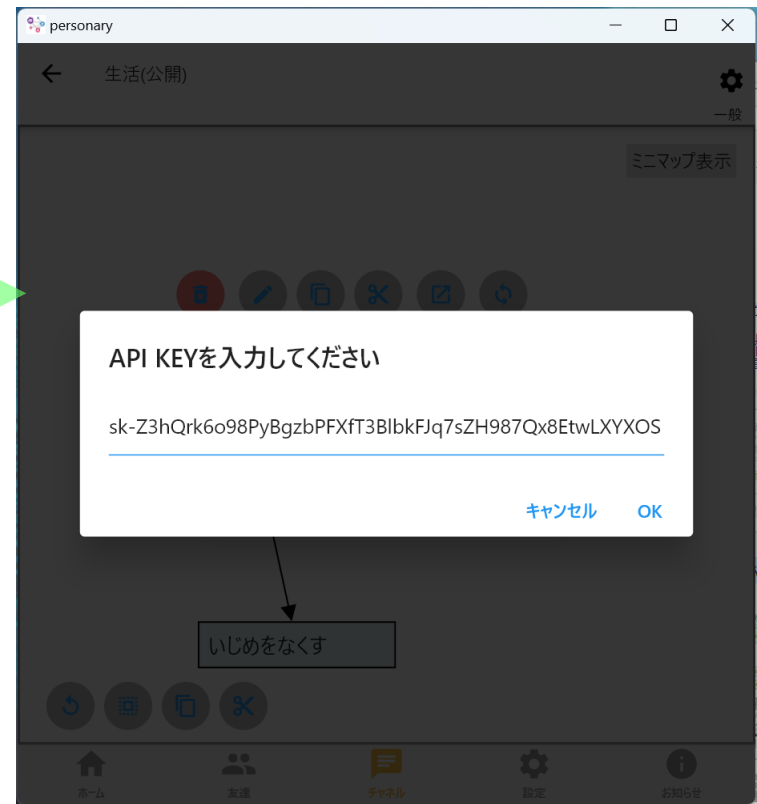 personary
生活(公開)
一般
ミニマップ表示
API KEYを入力してください
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
キャンセル OK
いじめをなくす
ホーム 友達 チャネル 設定 お知らせ